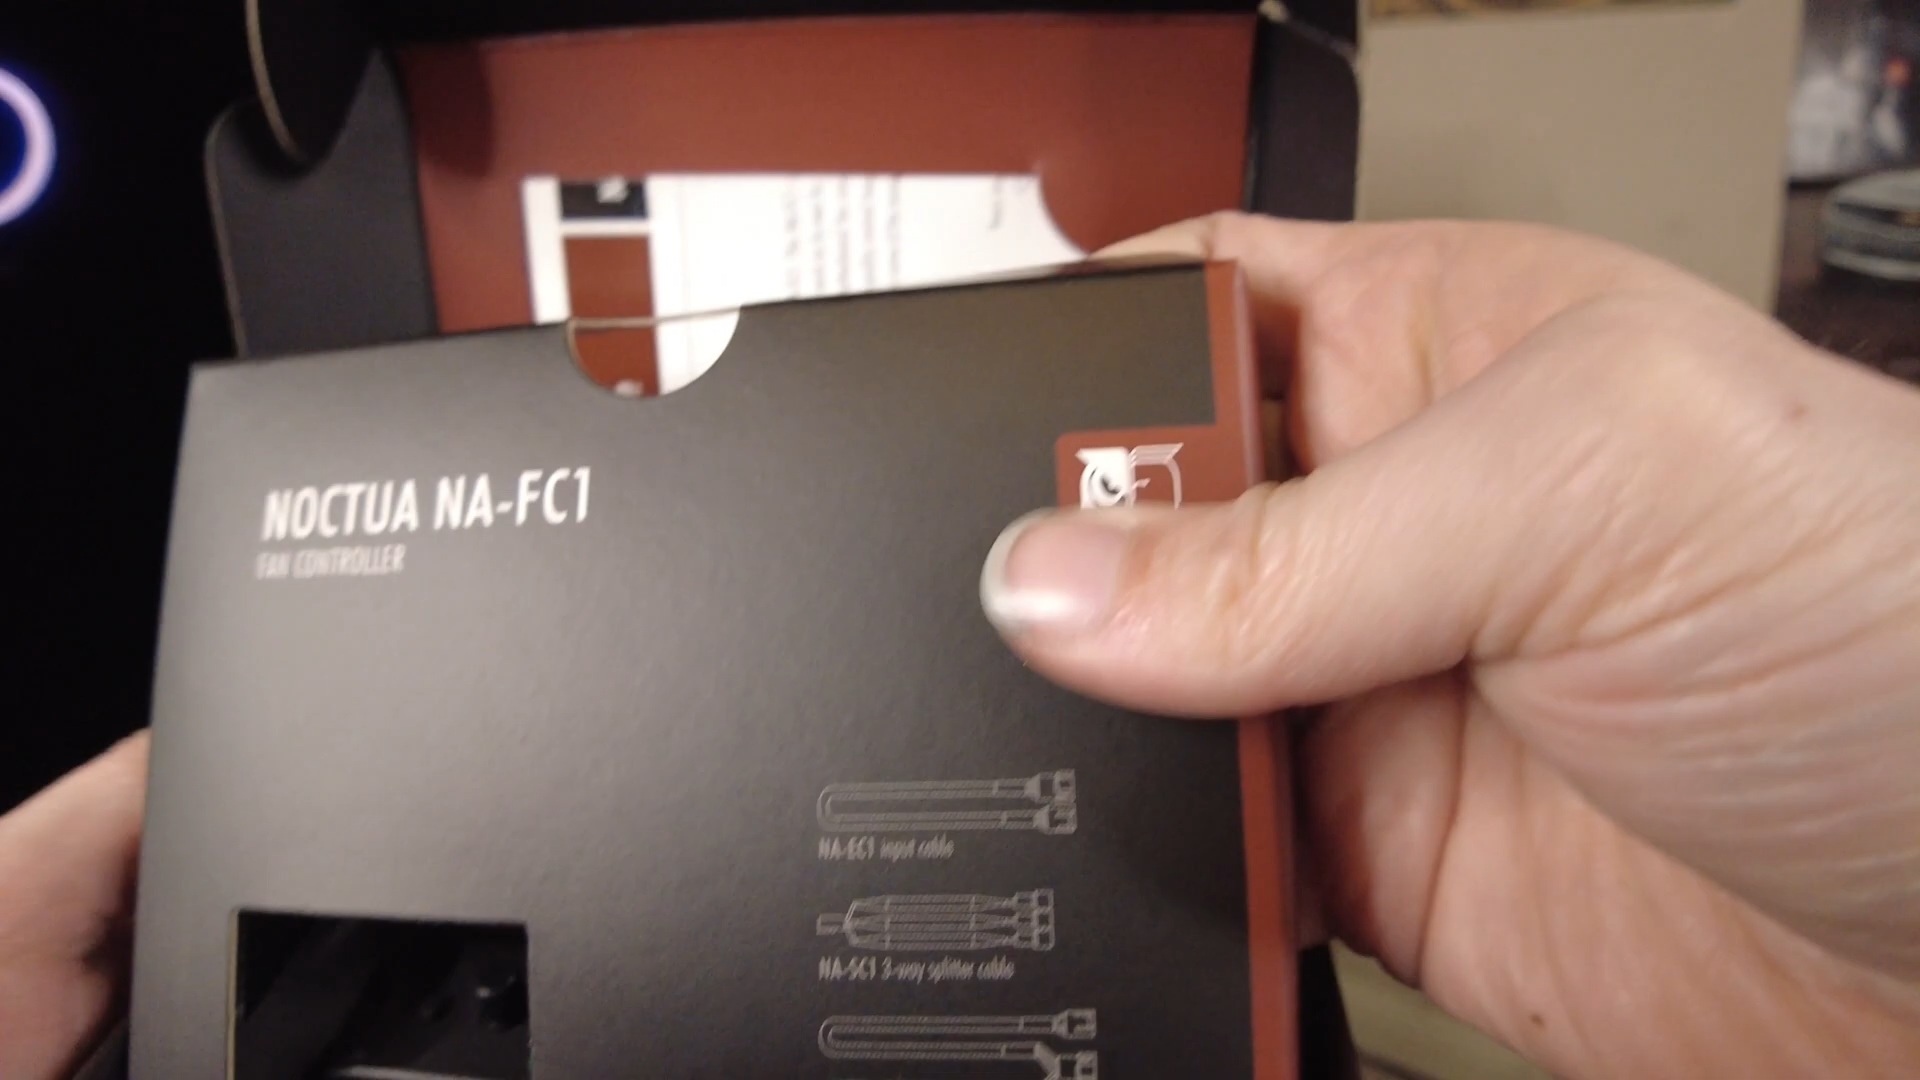 NOCTUA NA-FC1
FAN CONTROLLER
NA-EC1 input cable
NA-SC1 3-way splitter cable